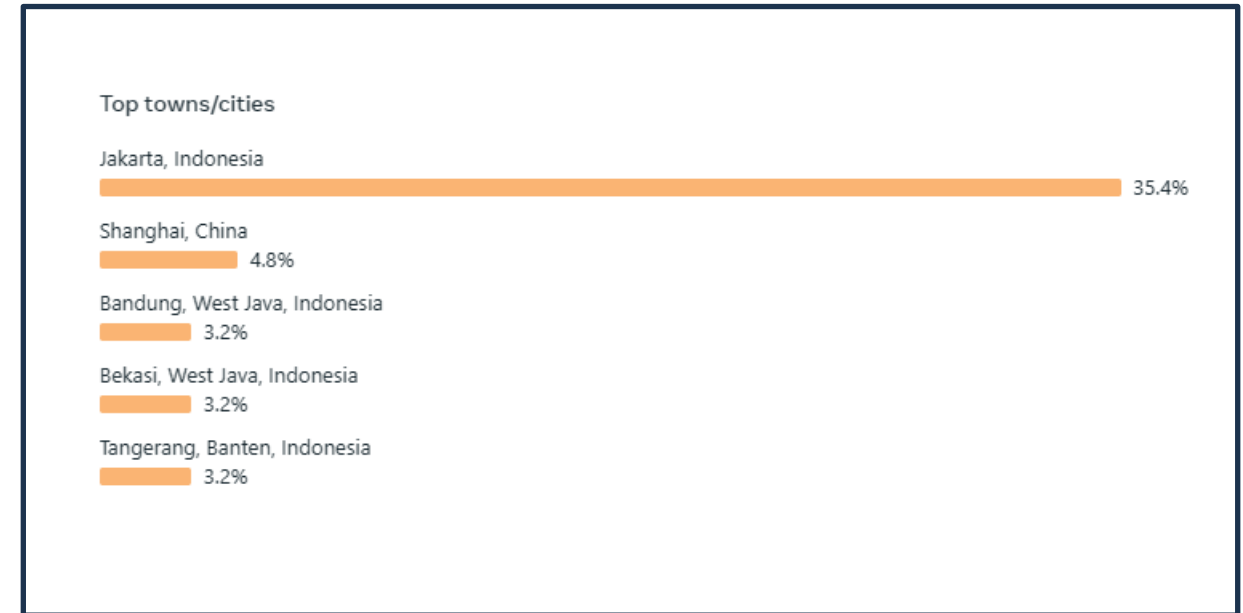 Top towns/cities
Jakarta, Indonesia
35.4%
Shanghai, China
4.8%
Bandung, West Java, Indonesia
3.2%
Bekasi, West Java, Indonesia
3.2%
Tangerang, Banten, Indonesia
3.2%